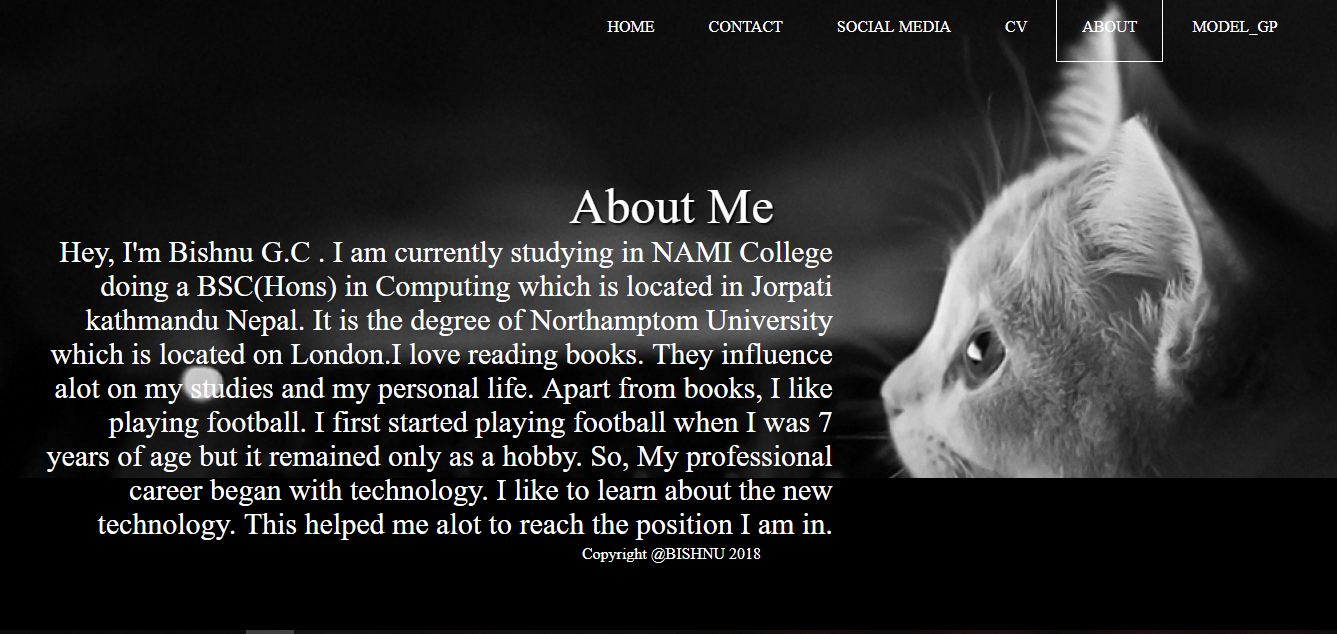 HOME CONTACT SOCIAL MEDIA CV ABOUT MODEL_GP
About Me
Hey, I'm Bishnu G.C . I am currently studying in NAMI College
doing a BSC(Hons) in Computing which is located in Jorpati
kathmandu Nepal. It is the degree of Northamptom University
which is located on London.I love reading books. They influence
alot on my studies and my personal life. Apart from books, I like
playing football. I first started playing football when I was 7
years of age but it remained only as a hobby. So, My professional
career began with technology. I like to learn about the new
technology. This helped me alot to reach the position I am in.
Copyright @BISHNU 2018